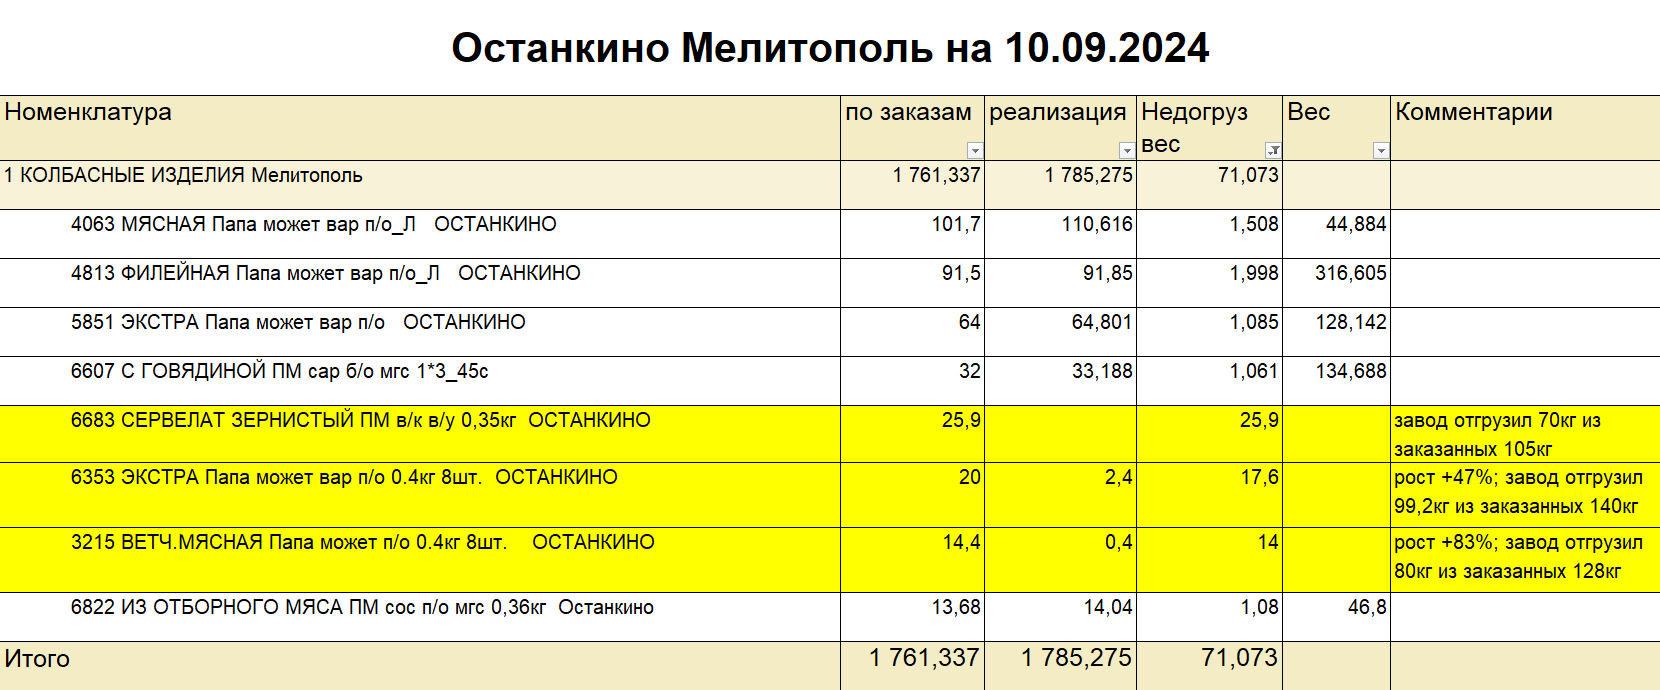 Останкино Мелитополь на 10.09.2024
Номенклатура по заказам реализация Недогруз вес Вес Комментарии
1 КОЛБАСНЫЕ ИЗДЕЛИЯ Мелитополь 1 761,337 1 785,275 71,073
4063 МЯСНАЯ Папа может вар п/о_Л ОСТАНКИНО 101,7 110,616 1,508 44,884
4813 ФИЛЕЙНАЯ Папа может вар п/о_Л ОСТАНКИНО 91,5 91,85 1,998 316,605
5851 ЭКСТРА Папа может вар п/о ОСТАНКИНО 64 64,801 1,085 128,142
6607 С ГОВЯДИНОЙ ПМ сар б/о мгс 1*3_45с 32 33,188 1,061 134,688
6683 СЕРВЕЛАТ ЗЕРНИСТЫЙ ПМ в/к в/у 0,35кг ОСТАНКИНО 25,9 25,9 завод отгрузил 70кг из
заказанных 105кг
6353 ЭКСТРА Папа может вар п/о 0.4кг 8шт. ОСТАНКИНО 20 2,4 17,6 рост +47%; завод отгрузил
99,2кг из заказанных 140кг
3215 ВЕТЧ.МЯСНАЯ Папа может п/о 0.4кг 8шт. ОСТАНКИНО 14,4 0,4 14 рост +83%; завод отгрузил
80кг из заказанных 128кг
6822 ИЗ ОТБОРНОГО МЯСА ПМ сос п/о мгс 0,36кг Останкино 13,68 14,04 1,08 46,8
Итого 1 761,337 1 785,275 71,073